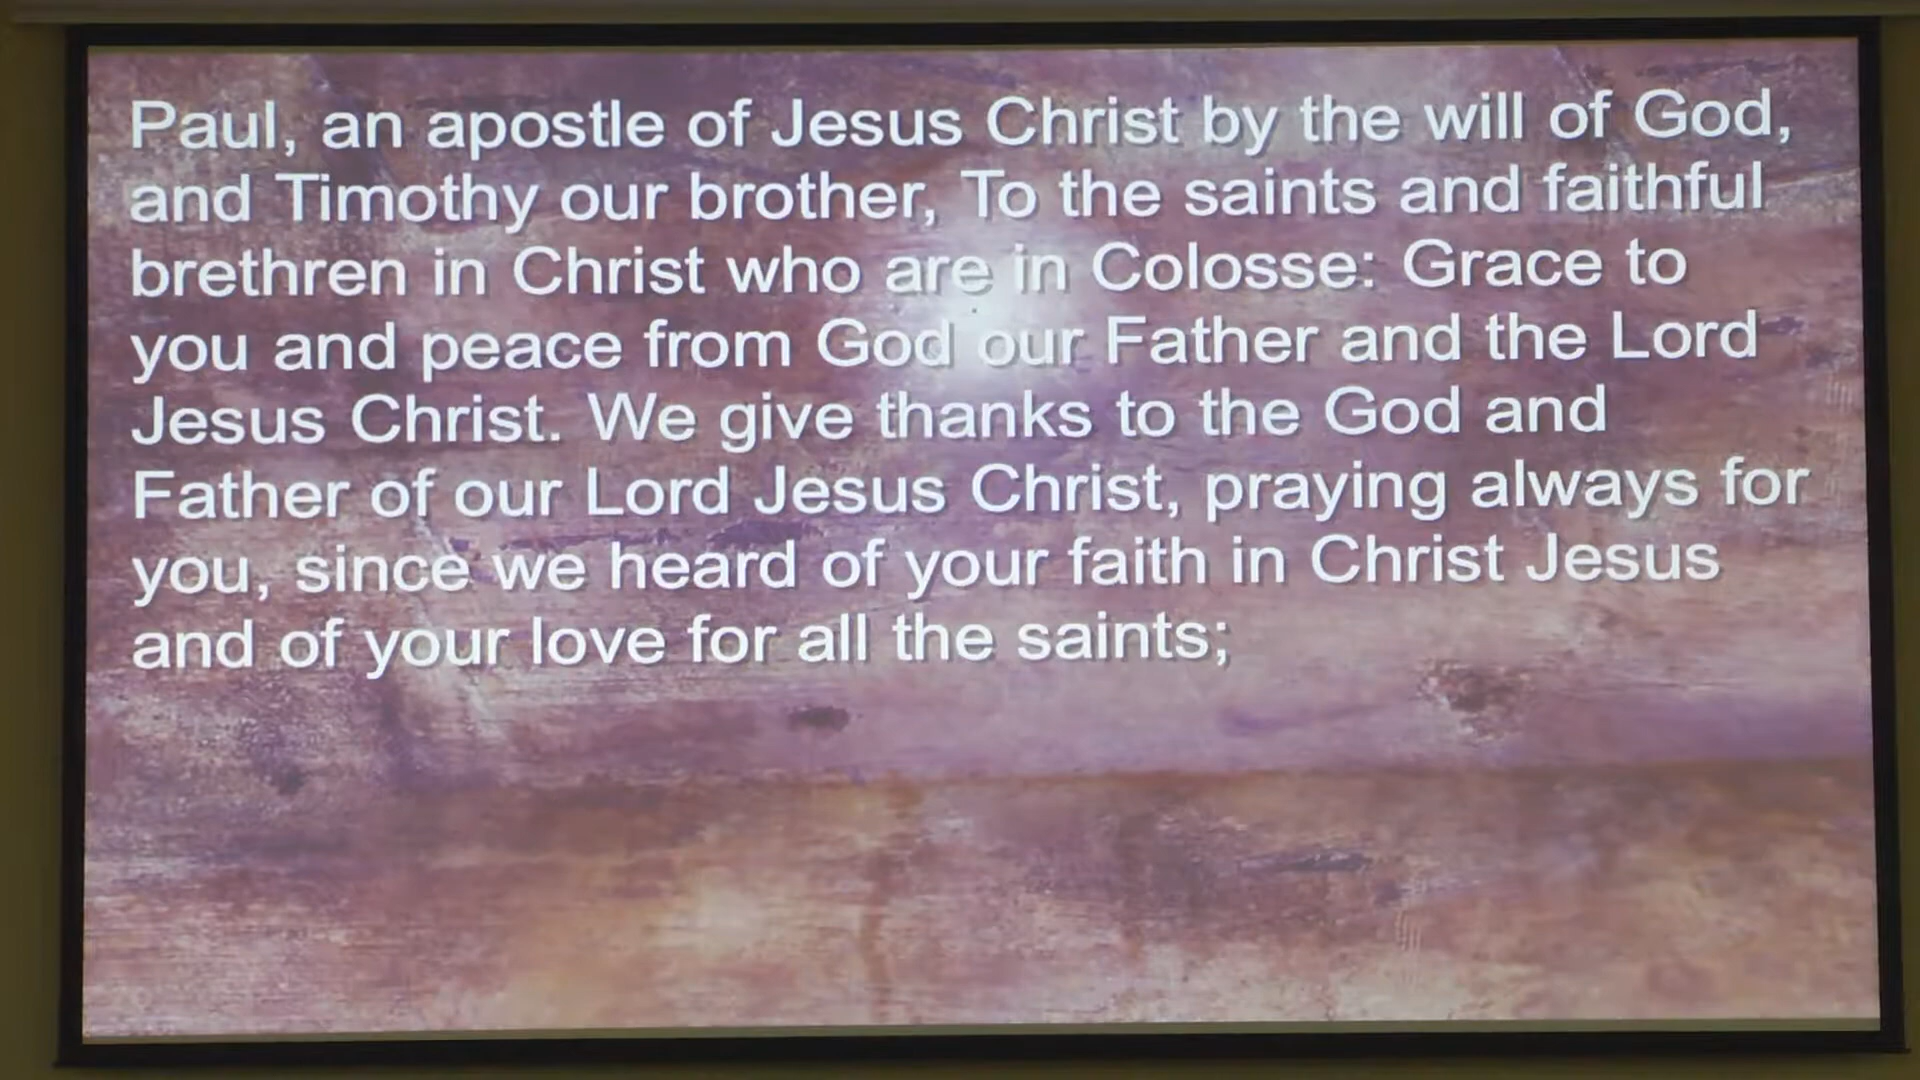 Paul, an apostle of Jesus Christ by the will of God,
and Timothy our brother, To the saints and faithful
brethren in Christ who are in Colosse: Grace to
you and peace from God our Father and the Lord
Jesus Christ. We give thanks to the God and
Father of our Lord Jesus Christ, praying always for
you, since we heard of your faith in Christ Jesus
and of your love for all the saints;